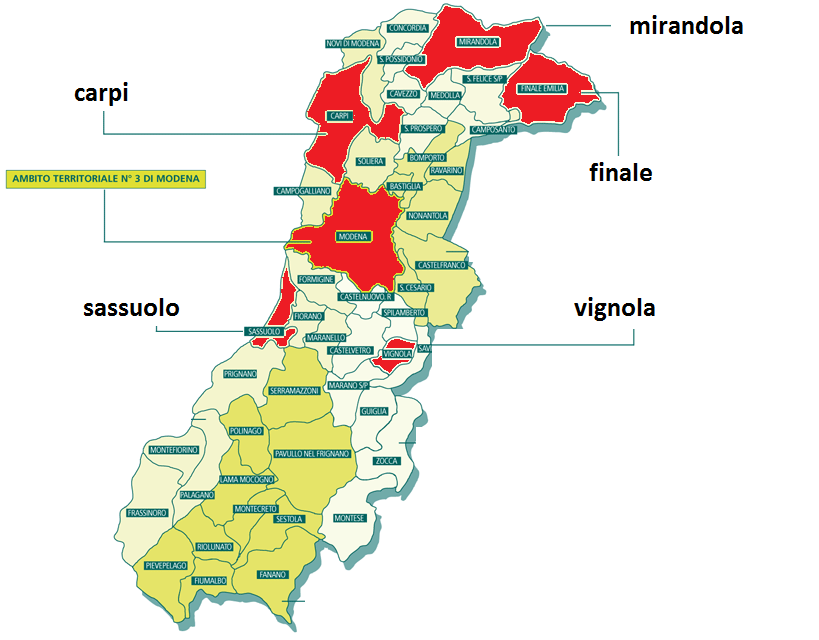 CONCORDIA
mirandola
NOVI DI MODENA
MIRANDOLA
S. POSSIDONIO
S. FELICE S/P
carpi
CAVEZZO
MEDOLLA
FINALE EMILIA
CARPI
S. PROSPERO
CAMPOSANTO
SOLIERA
BOMPORTO
RAVARINO
finale
AMBITO TERRITORIALE N° 3 DI MODENA
CAMPOGALLIANO
BASTIGLIA
NONANTOLA
MODENA
CASTELFRANCO
FORMIGINE
S. CESARIO
CASTELNUOVO. R
sassuolo
FIORANO
SPILAMBERTO
vignola
SASSUOLO
MARANELLO
CASTELVETRO
VIGNOLA
SAV
PRIGNANO
SERRAMAZZONI
MARANO S/P
GUIGLIA
POLINAGO
MONTEFIORINO
PAVULLO NEL FRIGNANO
ZOCCA
LAMA MOCOGNO
PALAGANO
FRASSINORO
MONTECRETO
SESTOLA
MONTESE
RIOLUNATO
PIEVEPELAGO
FIUMALBO
FANANO